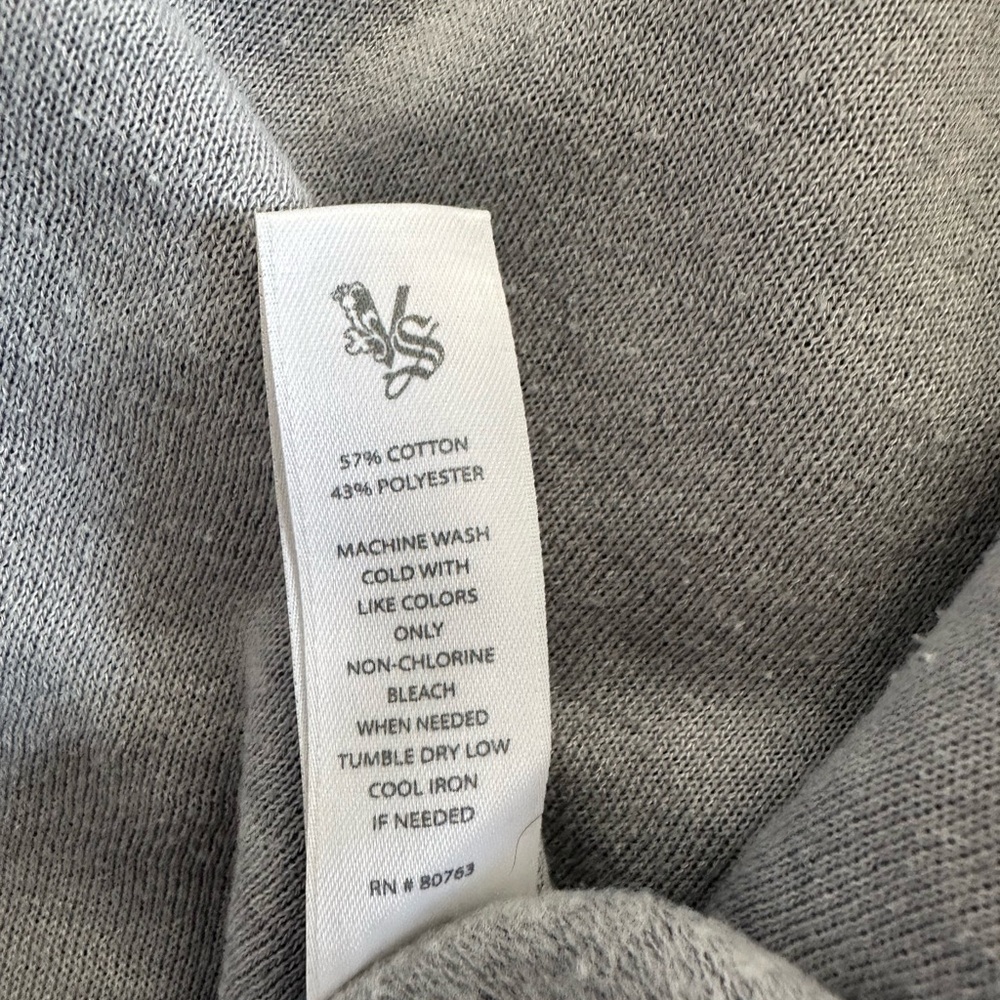 VS
57% COTTON
43% POLYESTER
MACHINE WASH
COLD WITH
LIKE COLORS
ONLY
NON-CHLORINE
BLEACH
WHEN NEEDED
TUMBLE DRY LOW
COOL IRON
IF NEEDED
RN # 80763